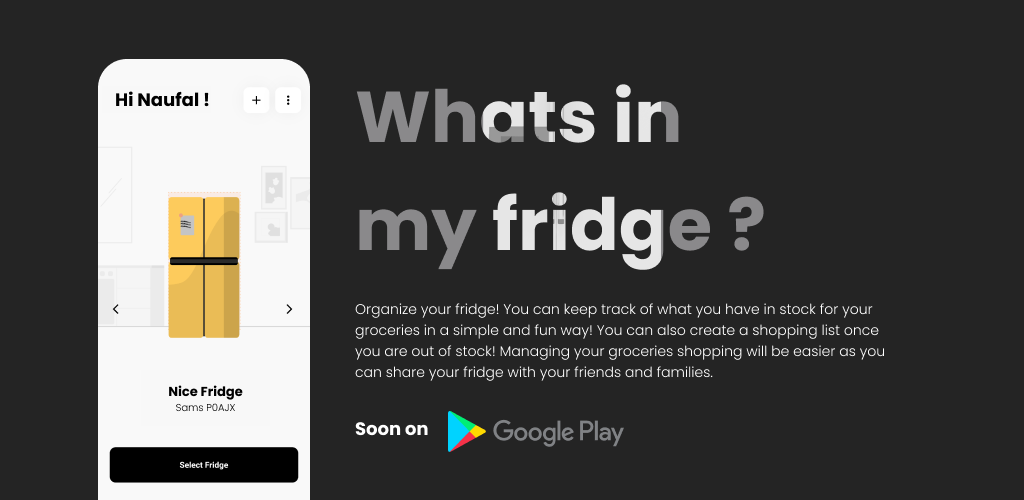 Hi Naufal !
Whats in
my fridge ?
Organize your fridge! You can keep track of what you have in stock for your
groceries in a simple and fun way! You can also create a shopping list once
you are out of stock! Managing your groceries shopping will be easier as you
can share your fridge with your friends and families.
Nice Fridge
Sams P0AJX
Soon on Google Play
Select Fridge